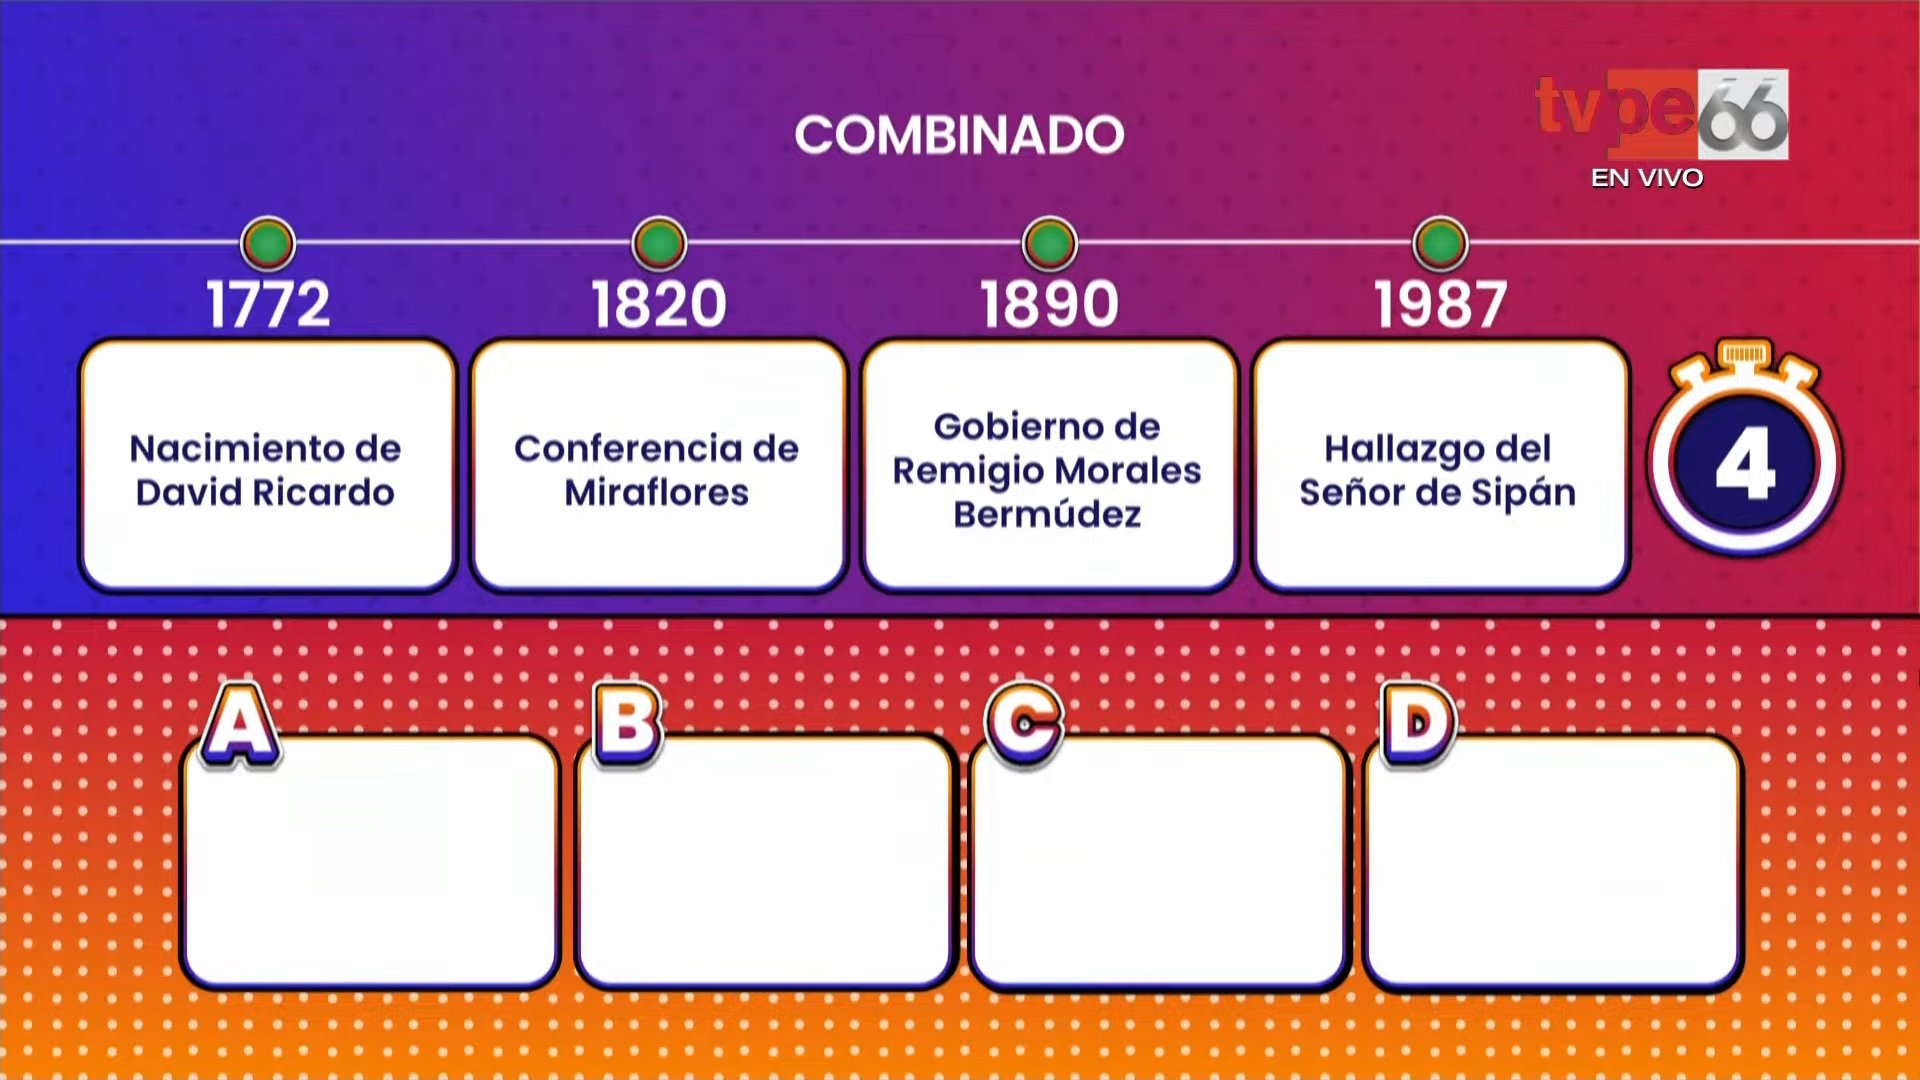 COMBINADO
tvpe66
EN VIVO
1772
1820
1890
1987
Nacimiento de
David Ricardo
Conferencia de
Miraflores
Gobierno de
Remigio Morales
Bermúdez
Hallazgo del
Señor de Sipán
4
A
B
C
D